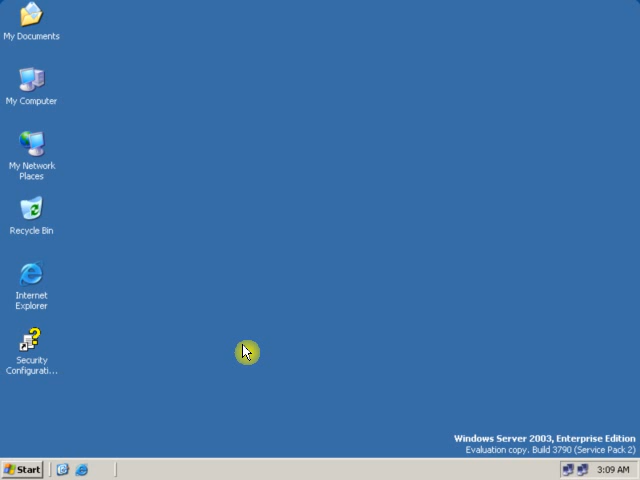 My Documents
My Computer
My Network
Places
Recycle Bin
Internet
Explorer
Security
Configurati...
Windows Server 2003, Enterprise Edition
Evaluation copy. Build 3790 (Service Pack 2)
Start
3:09 AM